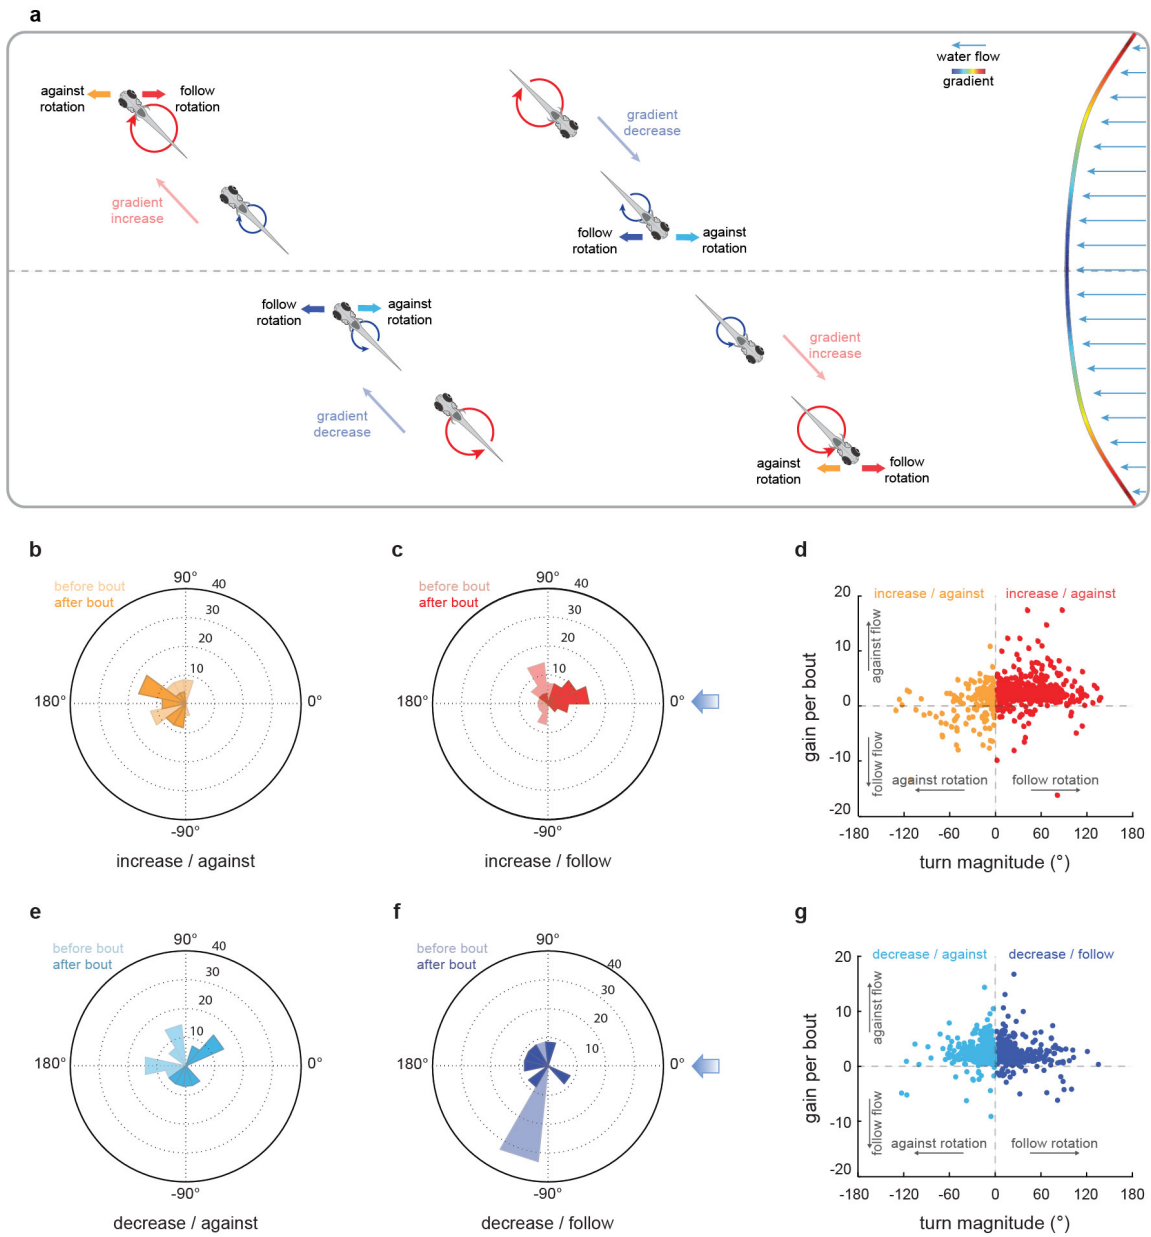 a
water flow
gradient
against
rotation
follow
rotation
gradient
increase
gradient
decrease
follow
rotation
against
rotation
follow
rotation
against
rotation
gradient
decrease
gradient
increase
against
rotation
follow
rotation
b
before bout
after bout
90°
40
30
20
10
180°
0°
-90°
increase / against
c
before bout
after bout
90°
40
30
20
10
0°
-90°
increase / follow
d
increase / against
increase / against
20
10
0
-10
-20
gain per bout
against flow
follow flow
against rotation
follow rotation
-180
-120
-60
0
60
120
180
turn magnitude (°)
e
before bout
after bout
90°
40
30
20
10
180°
0°
-90°
decrease / against
f
before bout
after bout
90°
40
30
20
10
0°
-90°
decrease / follow
g
decrease / against
decrease / follow
20
10
0
-10
-20
gain per bout
against flow
follow flow
against rotation
follow rotation
-180
-120
-60
0
60
120
180
turn magnitude (°)